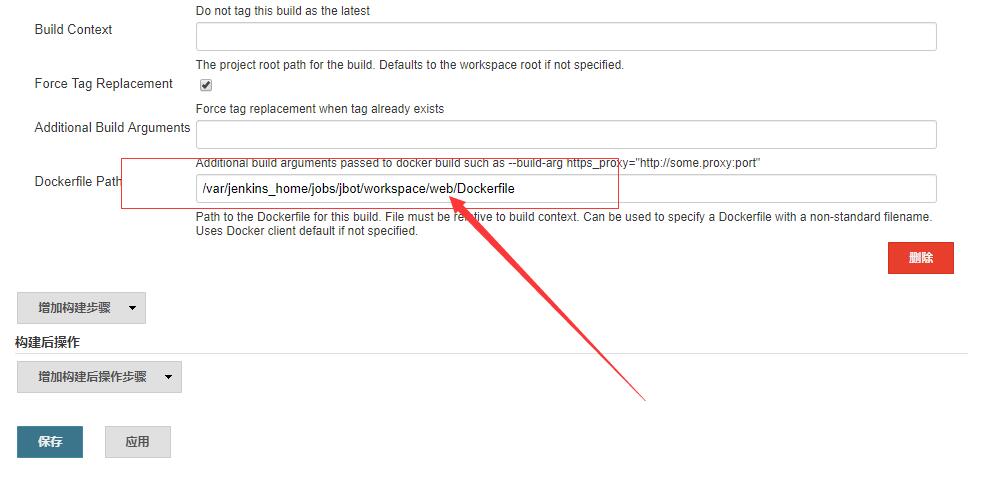 Do not tag this build as the latest
Build Context
The project root path for the build. Defaults to the workspace root if not specified.
Force Tag Replacement
Force tag replacement when tag already exists
Additional Build Arguments
Additional build arguments passed to docker build such as --build-arg https_proxy="http://some.proxy:port"
Dockerfile Path
/var/jenkins_home/jobs/jbot/workspace/web/Dockerfile
Path to the Dockerfile for this build. File must be relative to build context. Can be used to specify a Dockerfile with a non-standard filename.
Uses Docker client default if not specified.
删除
增加构建步骤
构建后操作
增加构建后操作步骤
保存 应用